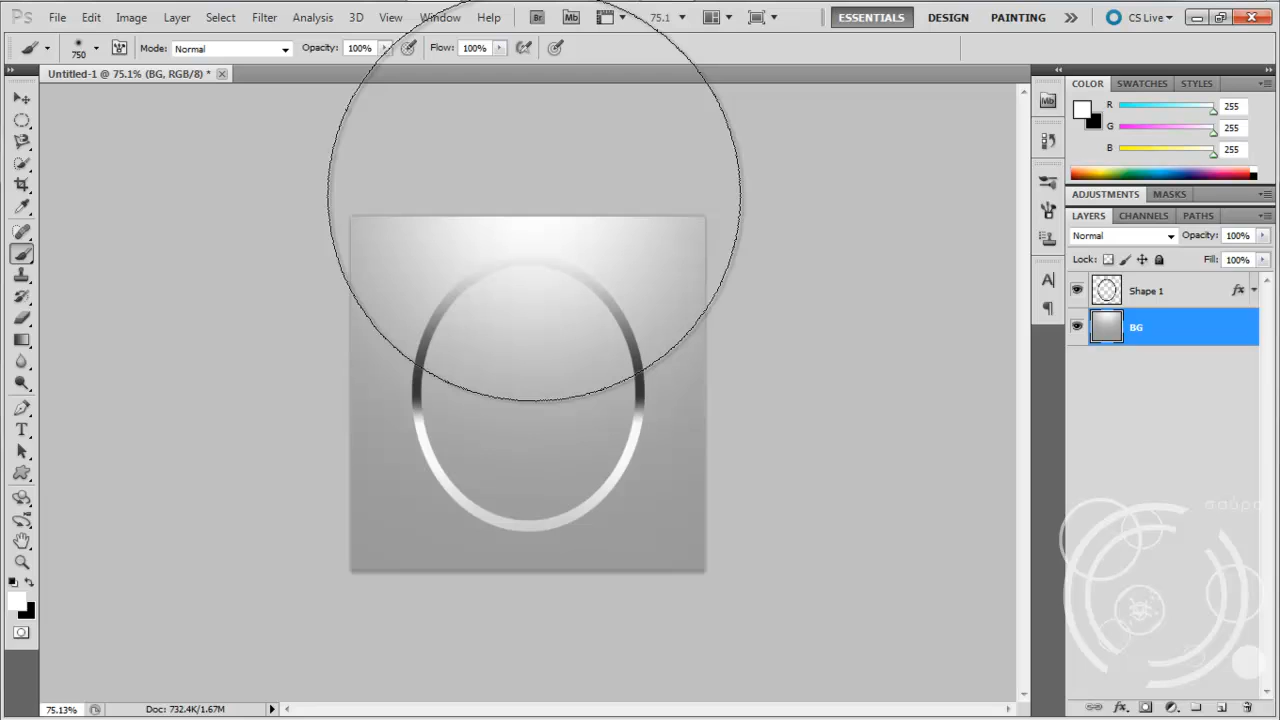 Ps File Edit Image Layer Select Filter Analysis 3D View Window Help Br Mb 75.1 ESSENTIALS DESIGN PAINTING CS Live
750 Mode: Normal Opacity: 100% Flow: 100%
Untitled-1 @ 75.1% (BG, RGB/8) *
COLOR SWATCHES STYLES
Mb
R 255
G 255
B 255
ADJUSTMENTS MASKS
LAYERS CHANNELS PATHS
Normal Opacity: 100%
Lock: Fill: 100%
Shape 1 fx
BG
T
75.13% Doc: 732.4K/1.67M
fx